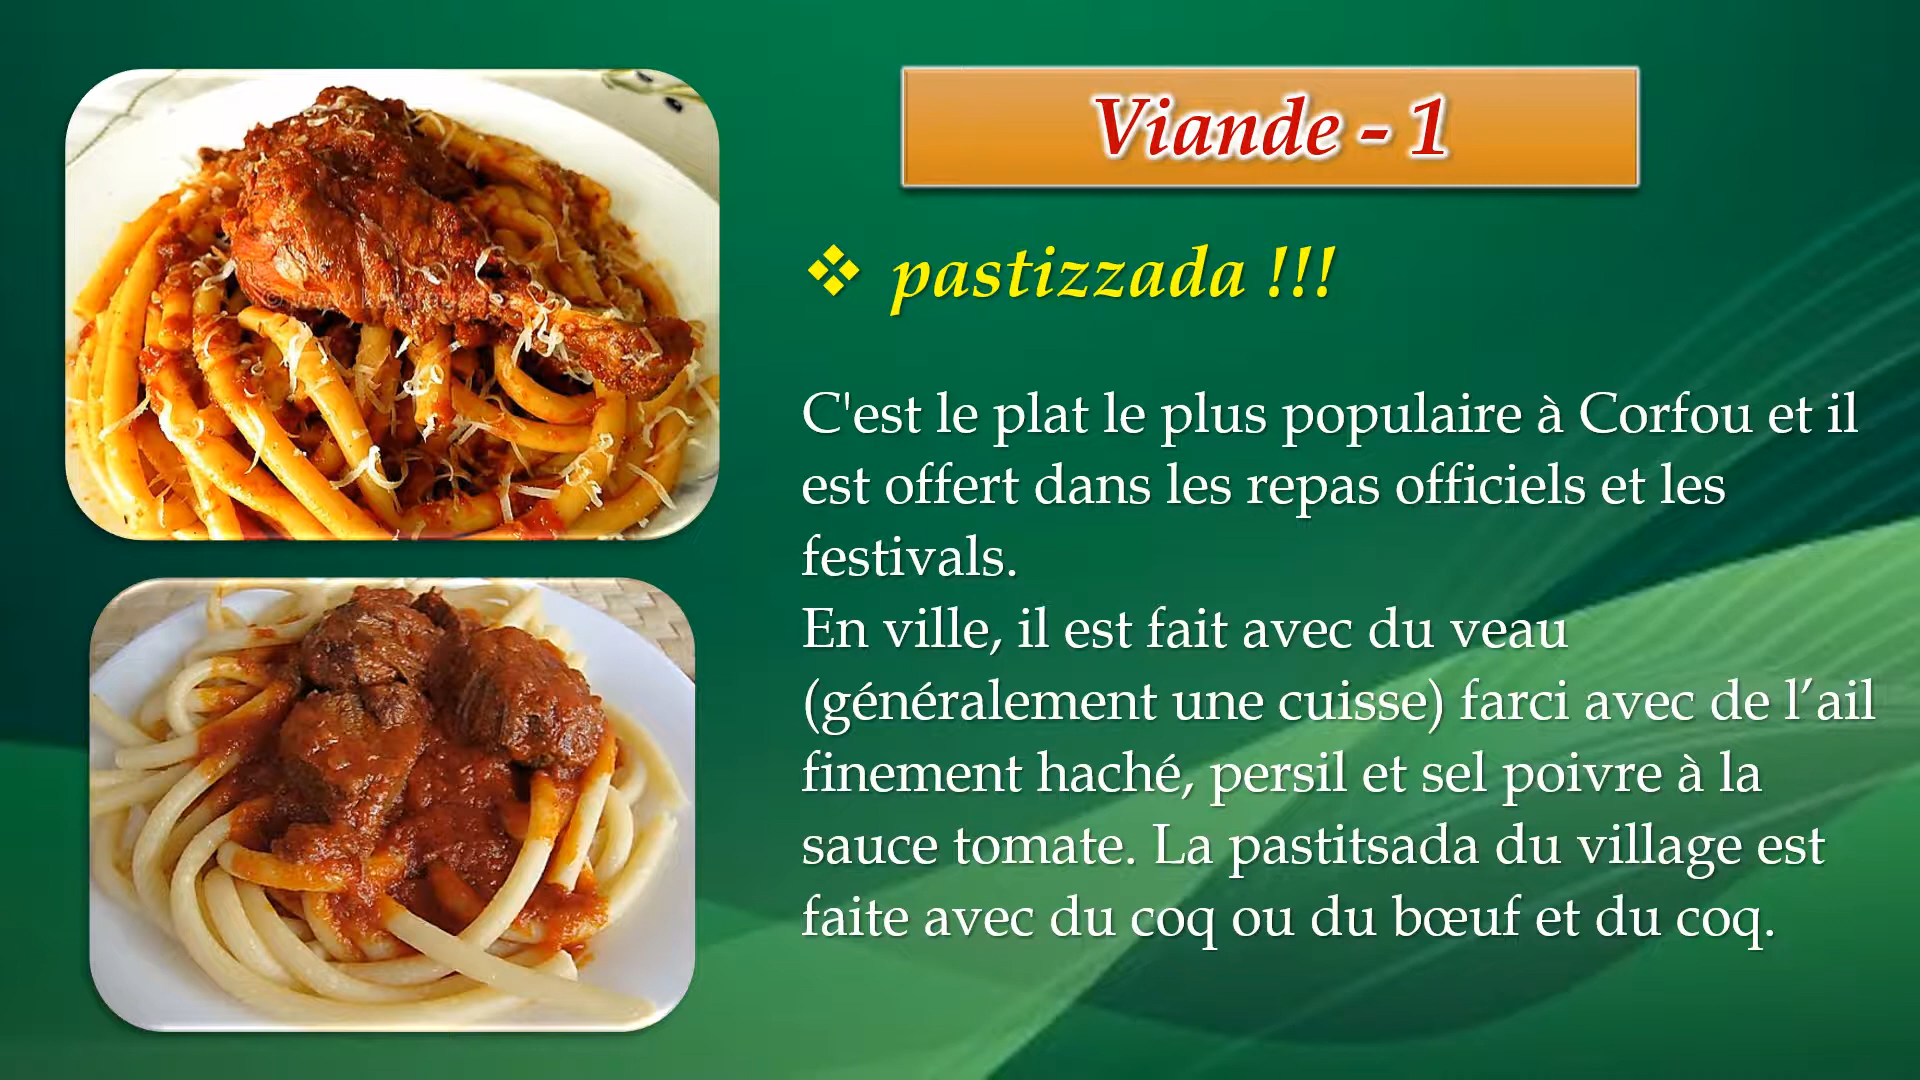 Viande - 1
❖ pastizzada !!!
C'est le plat le plus populaire à Corfou et il
est offert dans les repas officiels et les
festivals.
En ville, il est fait avec du veau
(généralement une cuisse) farci avec de l’ail
finement haché, persil et sel poivre à la
sauce tomate. La pastitsada du village est
faite avec du coq ou du bœuf et du coq.